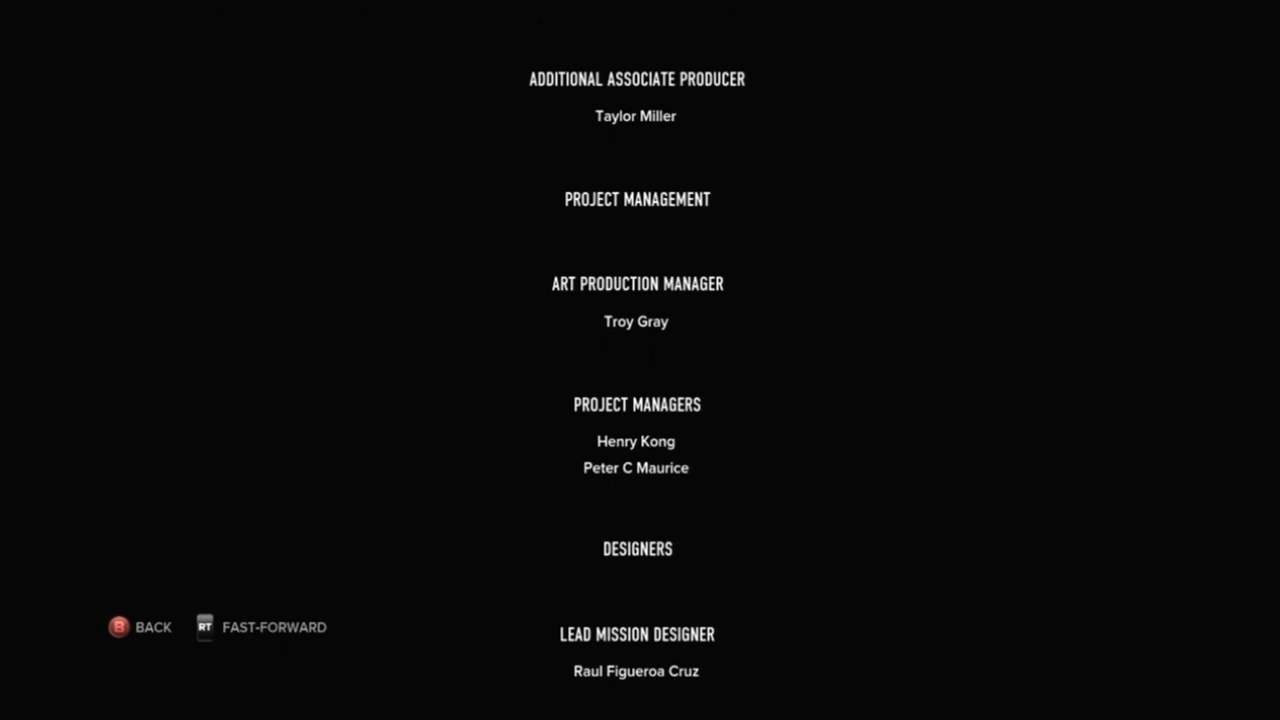 ADDITIONAL ASSOCIATE PRODUCER
Taylor Miller
PROJECT MANAGEMENT
ART PRODUCTION MANAGER
Troy Gray
PROJECT MANAGERS
Henry Kong
Peter C Maurice
DESIGNERS
B BACK RT FAST-FORWARD
LEAD MISSION DESIGNER
Raul Figueroa Cruz